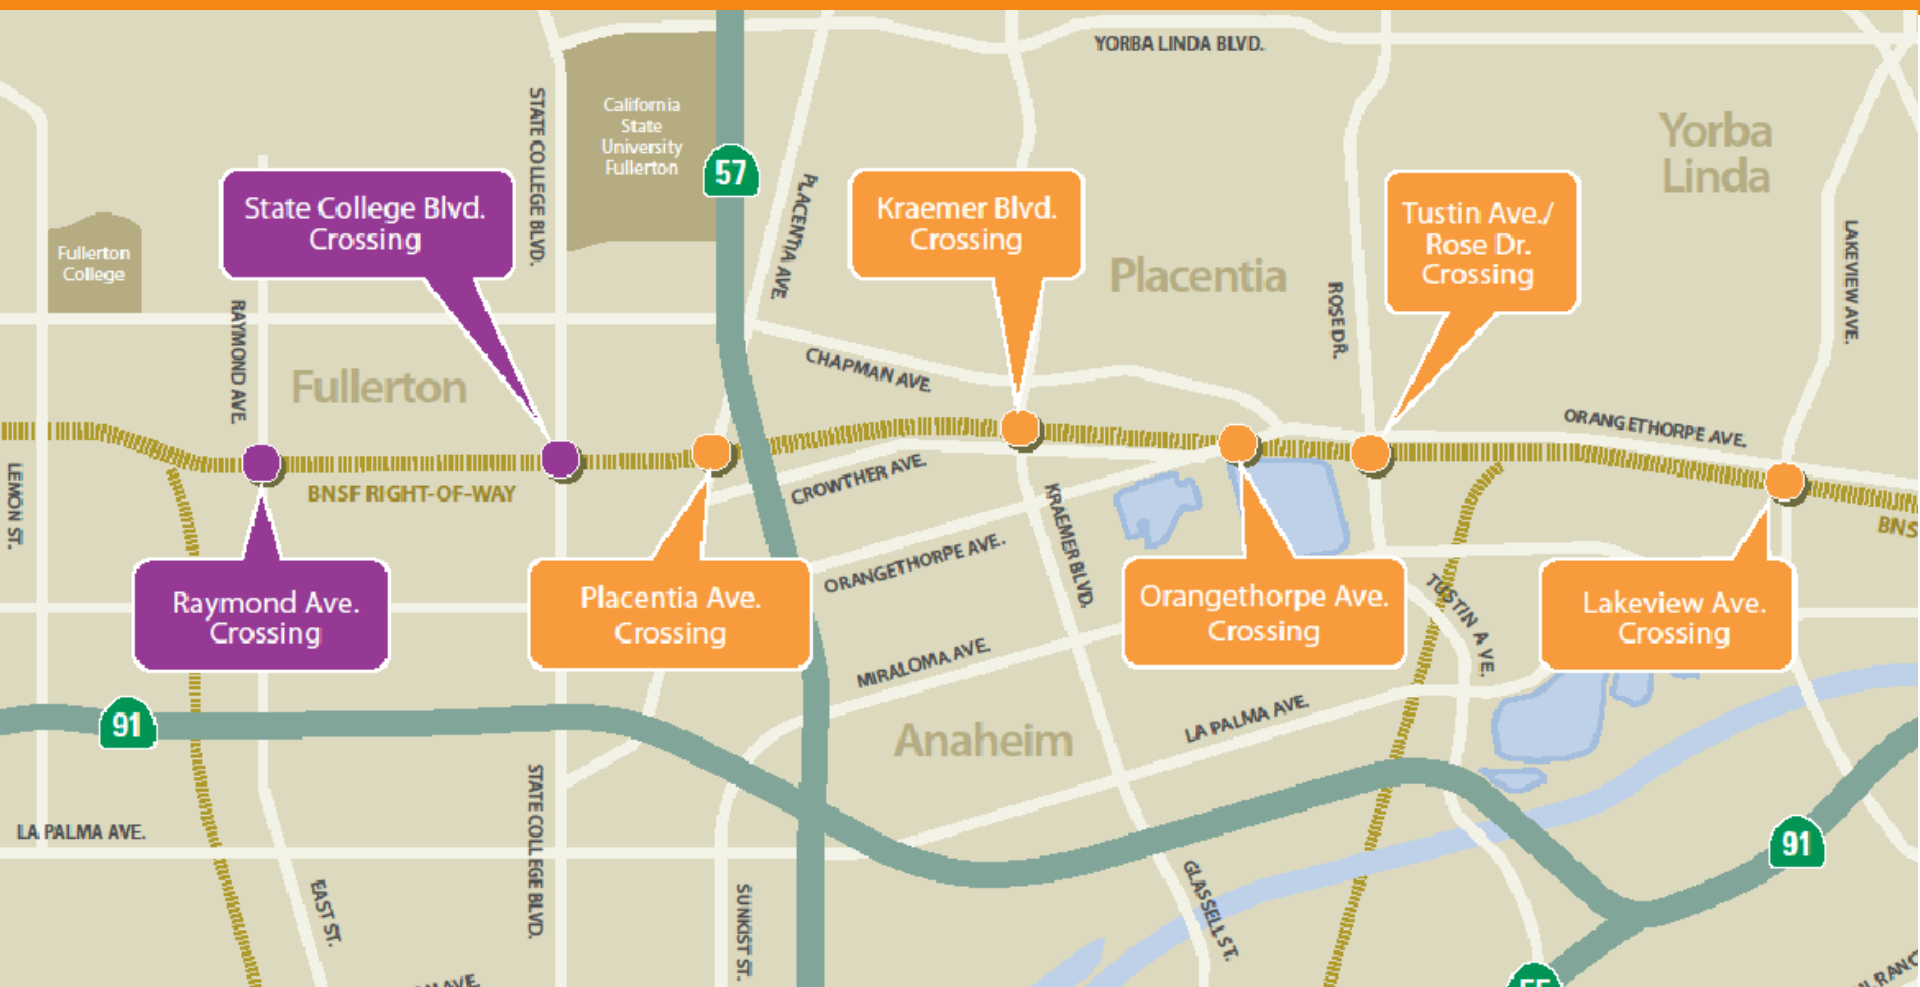 YORBA LINDA BLVD.
STATE COLLEGE BLVD.
California
State
University
Fullerton
57
PLACENTIA AVE.
Yorba
Linda
State College Blvd.
Crossing
Kraemer Blvd.
Crossing
Tustin Ave./
Rose Dr.
Crossing
Fullerton
College
Placentia
LAKEVIEW AVE.
RAYMOND AVE.
ROSE DR.
Fullerton
CHAPMAN AVE.
ORANGETHORPE AVE.
LEMON ST.
BNSF RIGHT-OF-WAY
CROWTHER AVE.
KRAEMER BLVD.
BNS
ORANGETHORPE AVE.
TUSTIN AVE.
Raymond Ave.
Crossing
Placentia Ave.
Crossing
Orangethorpe Ave.
Crossing
Lakeview Ave.
Crossing
MIRALOMA AVE.
LA PALMA AVE.
91
Anaheim
STATE COLLEGE BLVD.
LA PALMA AVE.
91
EAST ST.
SUNKIST ST.
GLASSELL ST.
AVE.
55